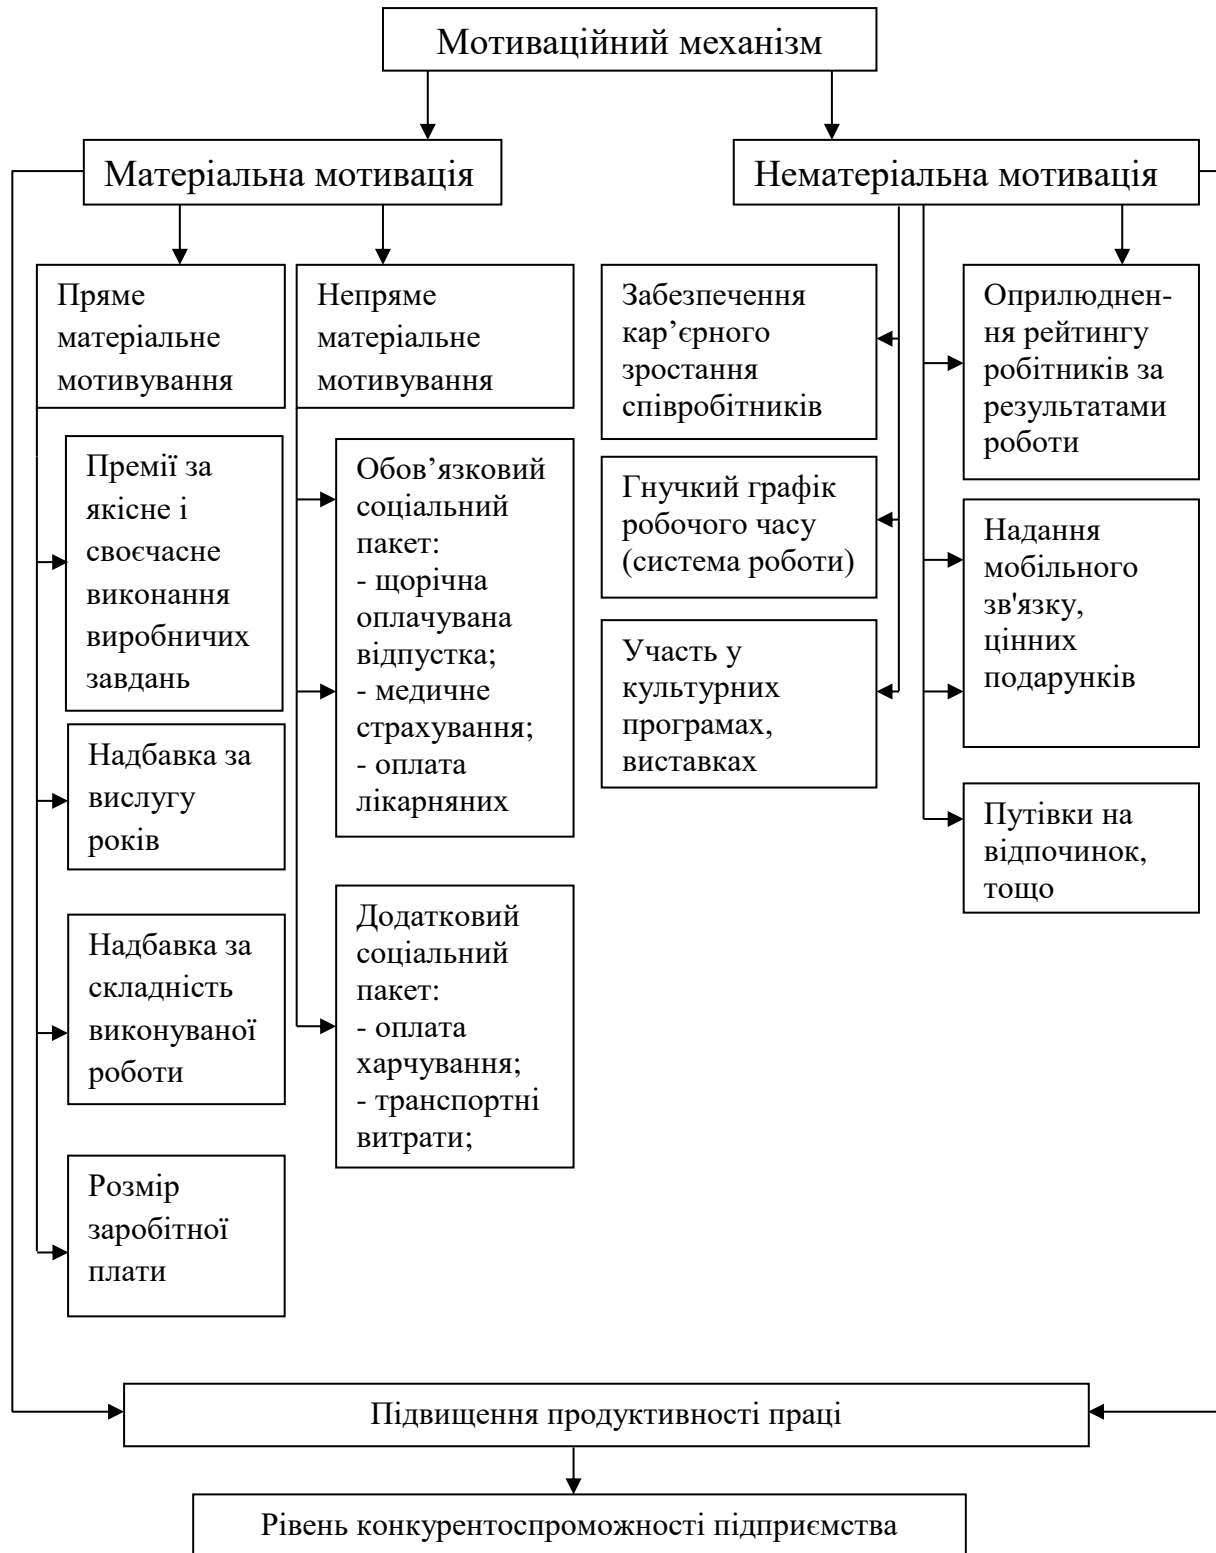 Мотиваційний механізм
Матеріальна мотивація
Нематеріальна мотивація
Пряме
матеріальне
мотивування
Непряме
матеріальне
мотивування
Забезпечення
кар’єрного
зростання
співробітників
Оприлюднен-
ня рейтингу
робітників за
результатами
роботи
Премії за
якісне і
своєчасне
виконання
виробничих
завдань
Обов’язковий
соціальний
пакет:
- щорічна
оплачувана
відпустка;
- медичне
страхування;
- оплата
лікарняних
Гнучкий графік
робочого часу
(система роботи)
Надання
мобільного
зв'язку,
цінних
подарунків
Участь у
культурних
програмах,
виставках
Надбавка за
вислугу
років
Путівки на
відпочинок,
тощо
Надбавка за
складність
виконуваної
роботи
Додатковий
соціальний
пакет:
- оплата
харчування;
- транспортні
витрати;
Розмір
заробітної
плати
Підвищення продуктивності праці
Рівень конкурентоспроможності підприємства